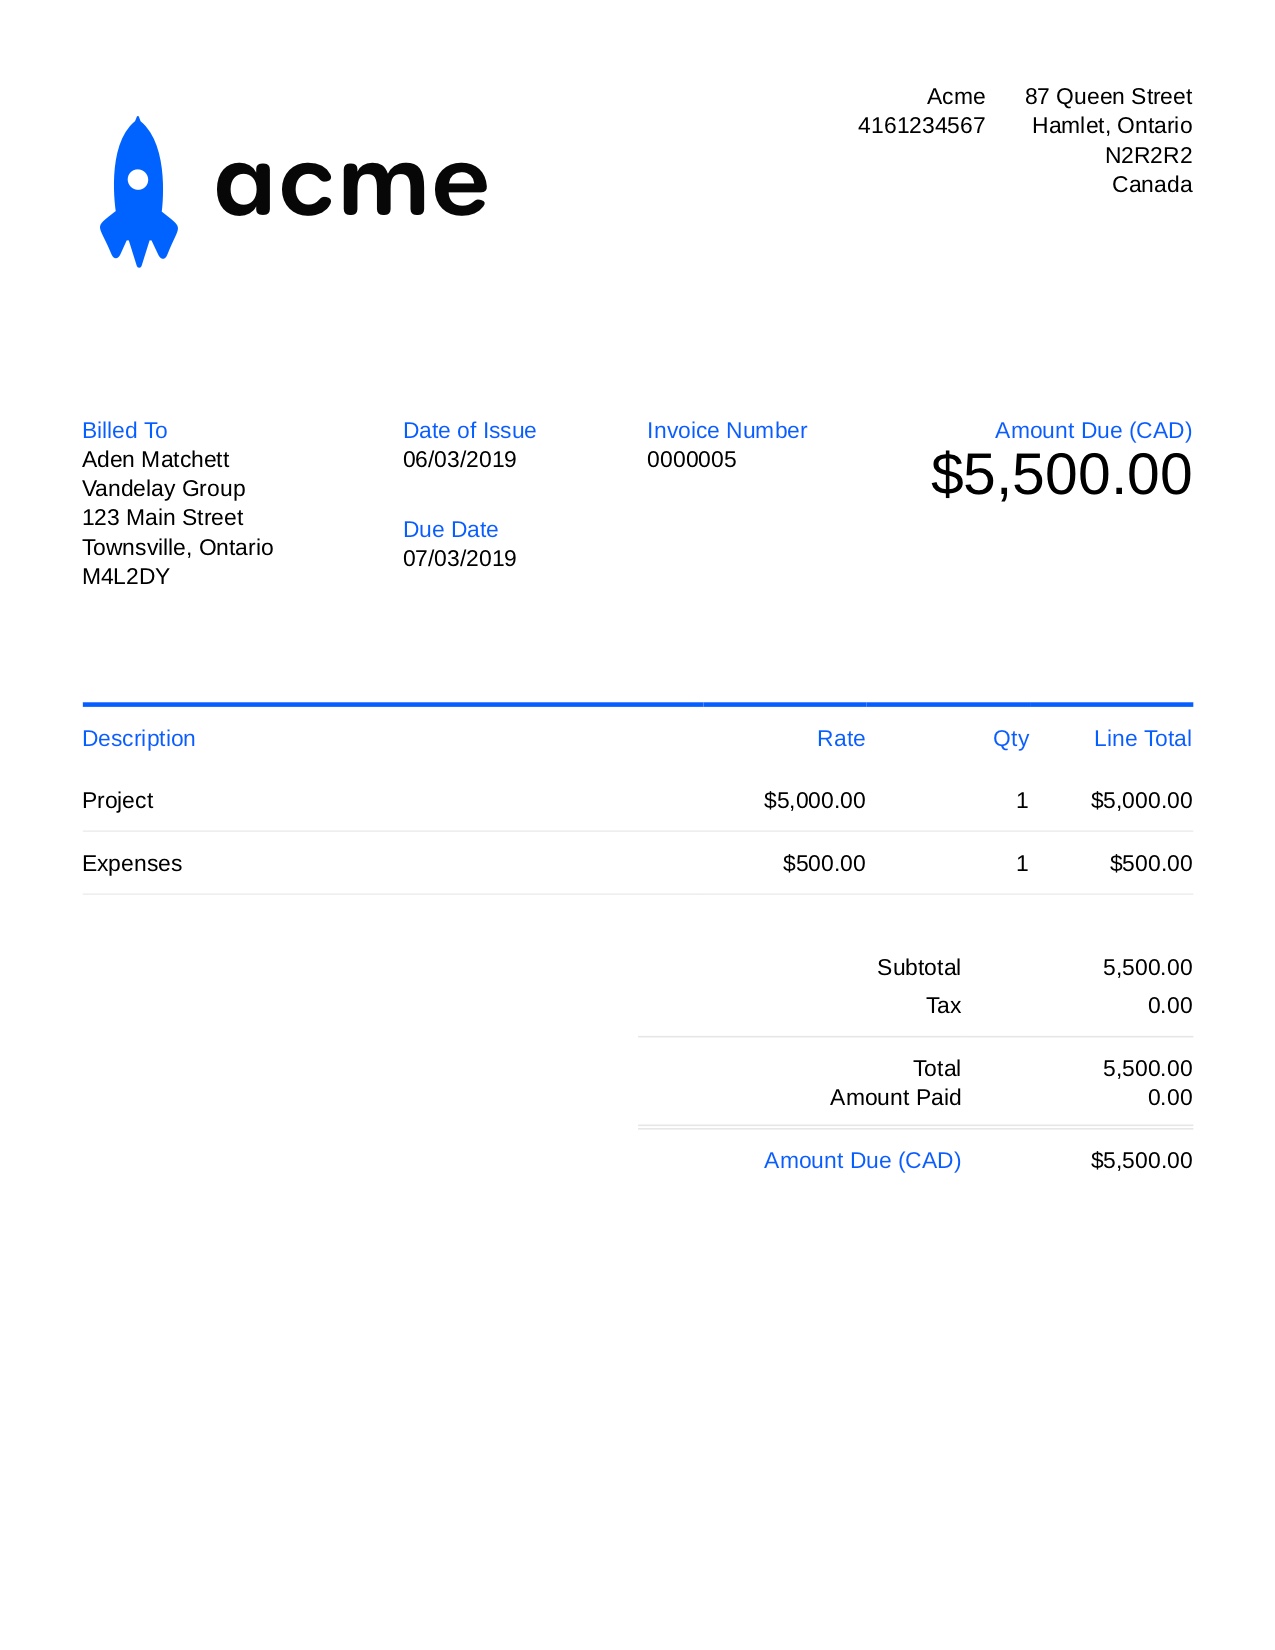 acme
Acme
4161234567
87 Queen Street
Hamlet, Ontario
N2R2R2
Canada
Billed To
Aden Matchett
Vandelay Group
123 Main Street
Townsville, Ontario
M4L2DY
Date of Issue
06/03/2019
Due Date
07/03/2019
Invoice Number
0000005
Amount Due (CAD)
$5,500.00
Description Rate Qty Line Total
Project $5,000.00 1 $5,000.00
Expenses $500.00 1 $500.00
Subtotal 5,500.00
Tax 0.00
Total 5,500.00
Amount Paid 0.00
Amount Due (CAD) $5,500.00